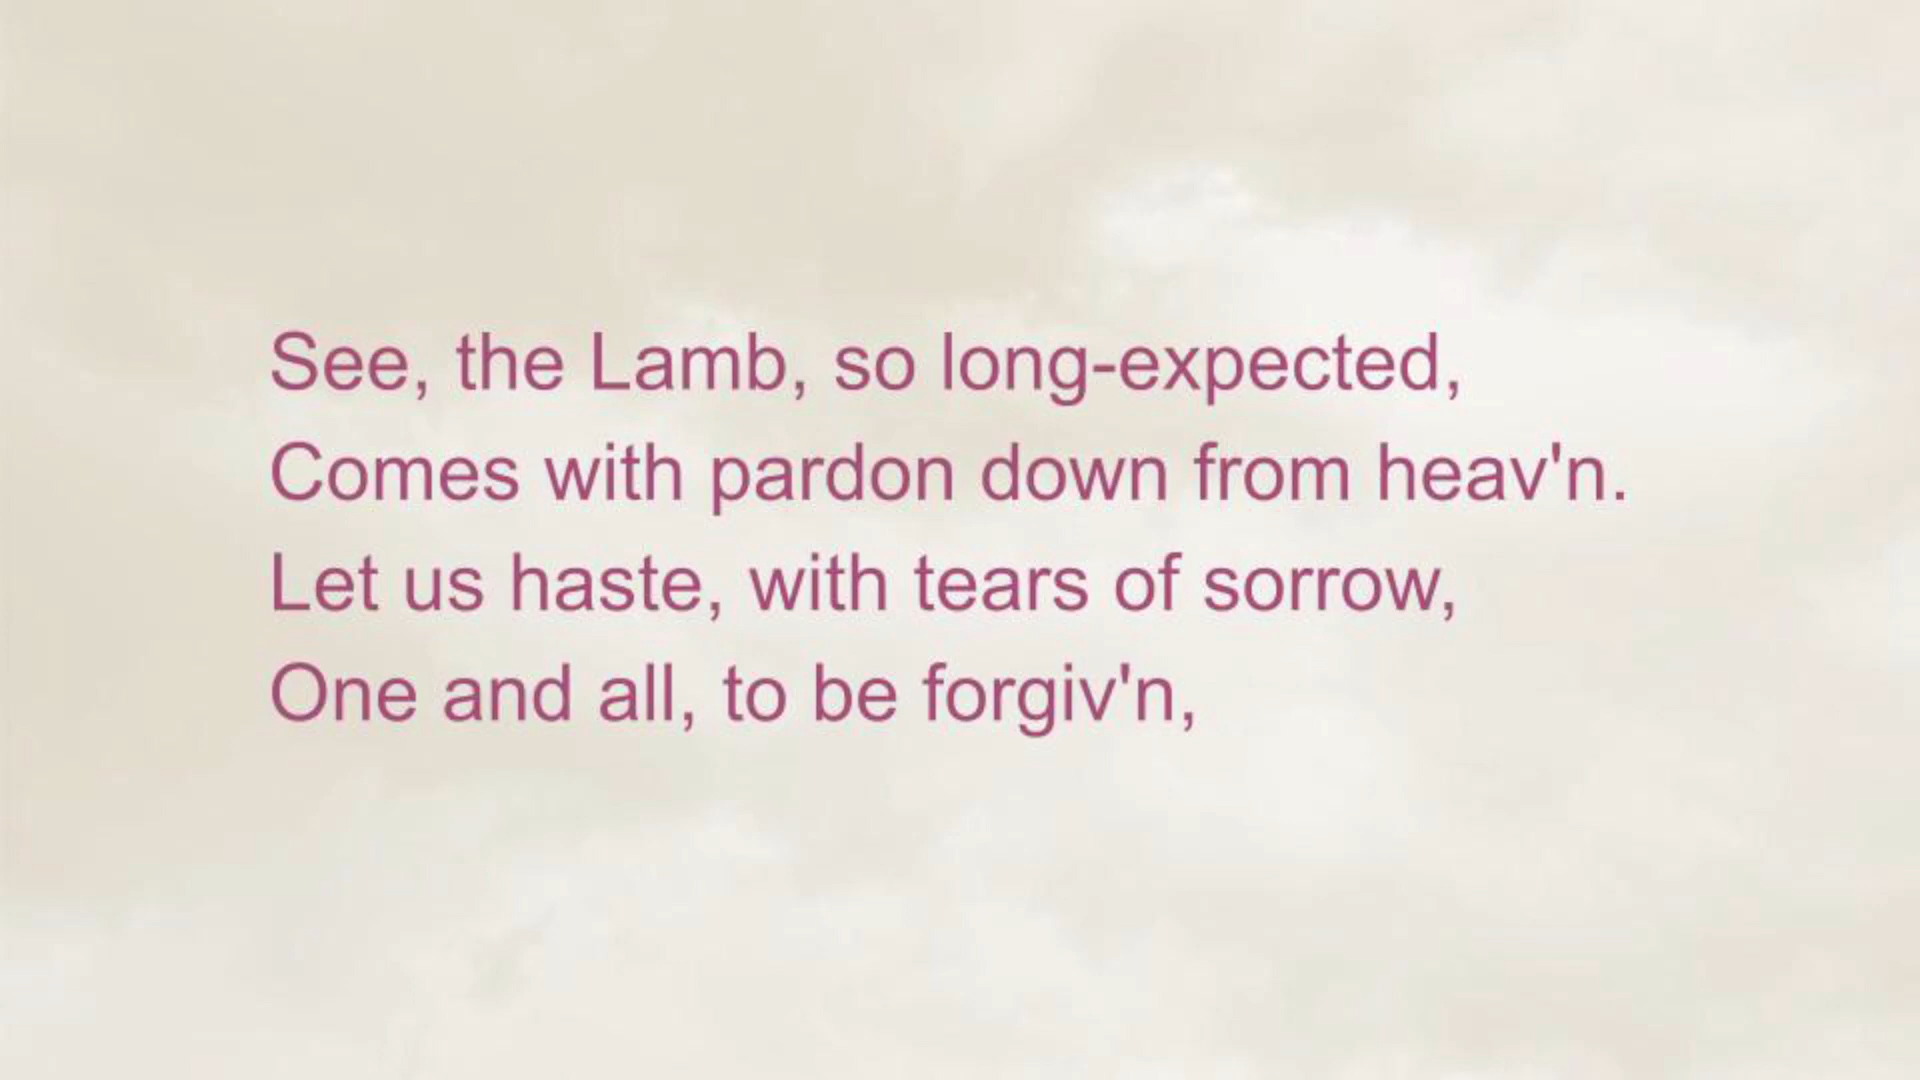 See, the Lamb, so long-expected,
Comes with pardon down from heav'n.
Let us haste, with tears of sorrow,
One and all, to be forgiv'n,